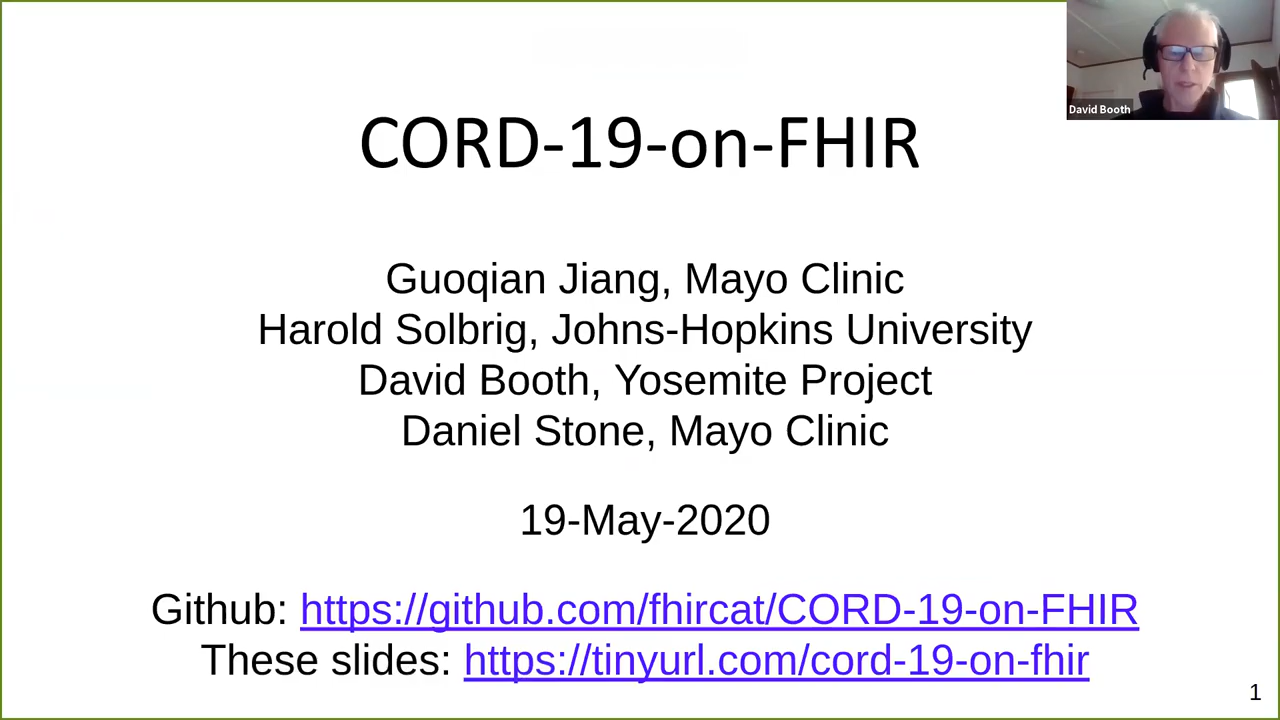 CORD-19-on-FHIR
David Booth
Guoqian Jiang, Mayo Clinic
Harold Solbrig, Johns-Hopkins University
David Booth, Yosemite Project
Daniel Stone, Mayo Clinic
19-May-2020
Github: https://github.com/fhircat/CORD-19-on-FHIR
These slides: https://tinyurl.com/cord-19-on-fhir
1